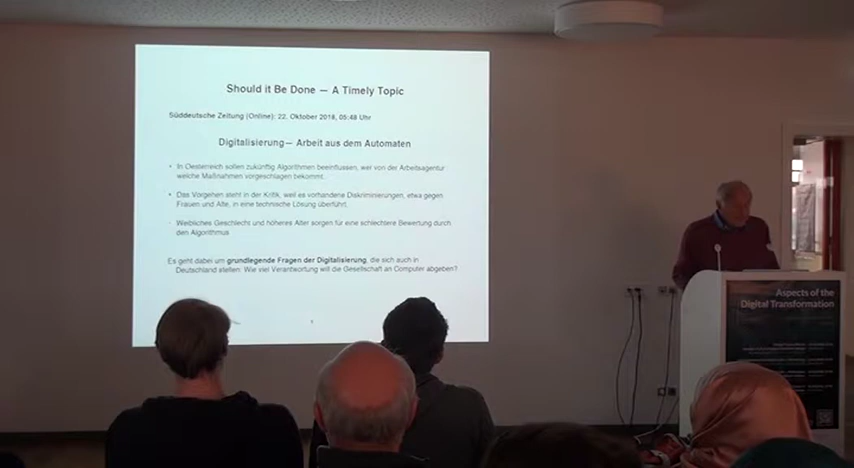 Should it Be Done — A Timely Topic
Süddeutsche Zeitung (Online): 22. Oktober 2018, 05:48 Uhr
Digitalisierung— Arbeit aus dem Automaten
• In Oesterreich sollen zukünftig Algorithmen beeinflussen, wer von der Arbeitsagentur
welche Maßnahmen vorgeschlagen bekommt.
• Das Vorgehen steht in der Kritik, weil es vorhandene Diskriminierungen, etwa gegen
Frauen und Alte, in eine technische Lösung überführt.
Weibliches Geschlecht und höheres Alter sorgen für eine schlechtere Bewertung durch
den Algorithmus
Es geht dabei um grundlegende Fragen der Digitalisierung, die sich auch in
Deutschland stellen: Wie viel Verantwortung will die Gesellschaft an Computer abgeben?
Aspects of the
Digital Transformation